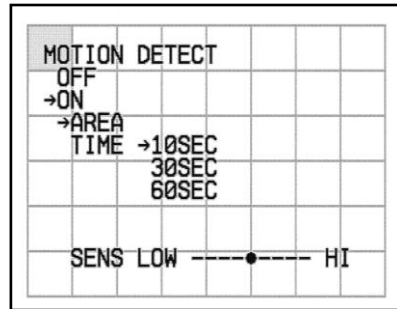 MOTION DETECT
OFF
→ON
→AREA
TIME →10SEC
30SEC
60SEC
SENS LOW ----●---- HI